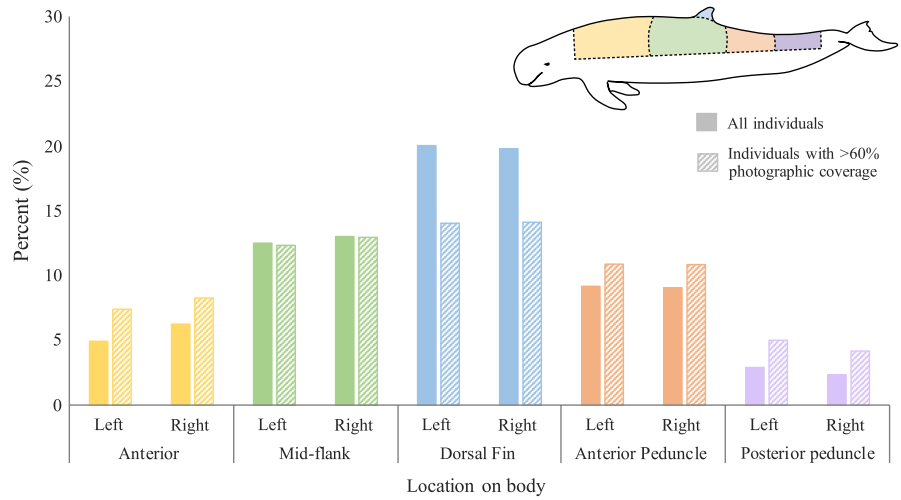 30
25
20
15
10
5
0
Percent (%)
All individuals
Individuals with >60%
photographic coverage
Left Right Left Right Left Right Left Right Left Right
Anterior Mid-flank Dorsal Fin Anterior Peduncle Posterior peduncle
Location on body